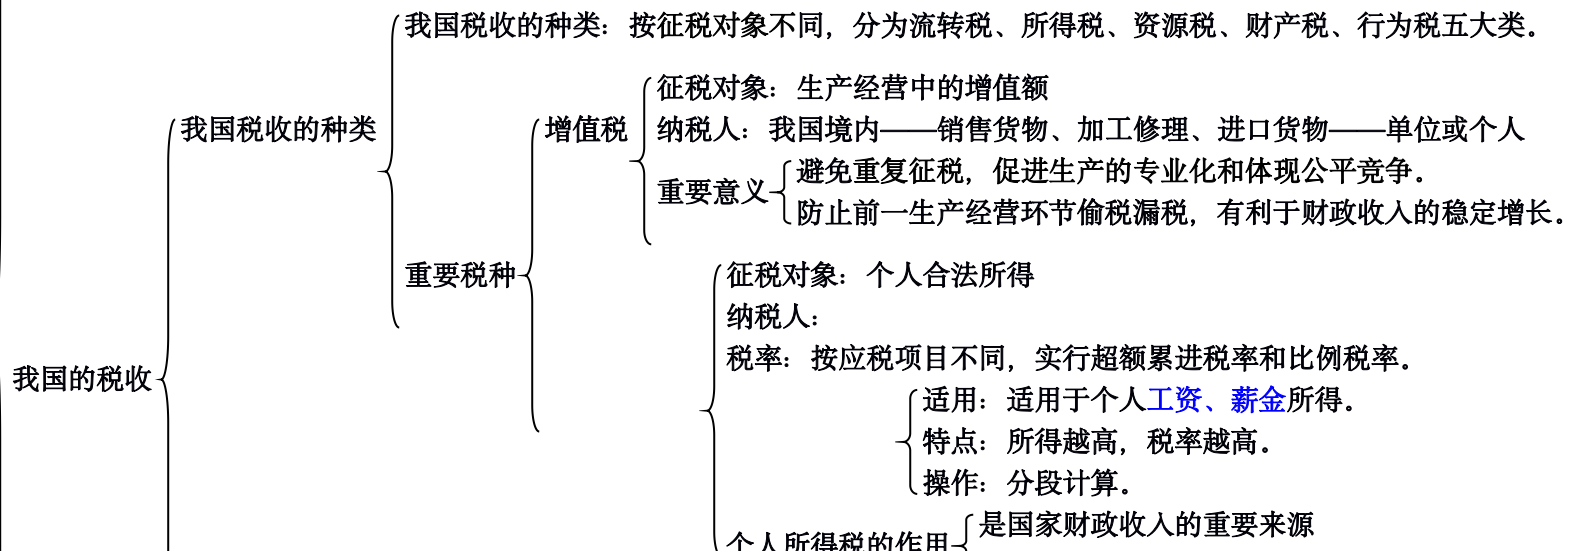 我国税收的种类：按征税对象不同，分为流转税、所得税、资源税、财产税、行为税五大类。
征税对象：生产经营中的增值额
我国税收的种类
增值税
纳税人：我国境内——销售货物、加工修理、进口货物——单位或个人
避免重复征税，促进生产的专业化和体现公平竞争。
重要意义
防止前一生产经营环节偷税漏税，有利于财政收入的稳定增长。
重要税种
征税对象：个人合法所得
纳税人：
税率：按应税项目不同，实行超额累进税率和比例税率。
我国的税收
适用：适用于个人工资、薪金所得。
特点：所得越高，税率越高。
操作：分段计算。
是国家财政收入的重要来源
个人所得税的作用